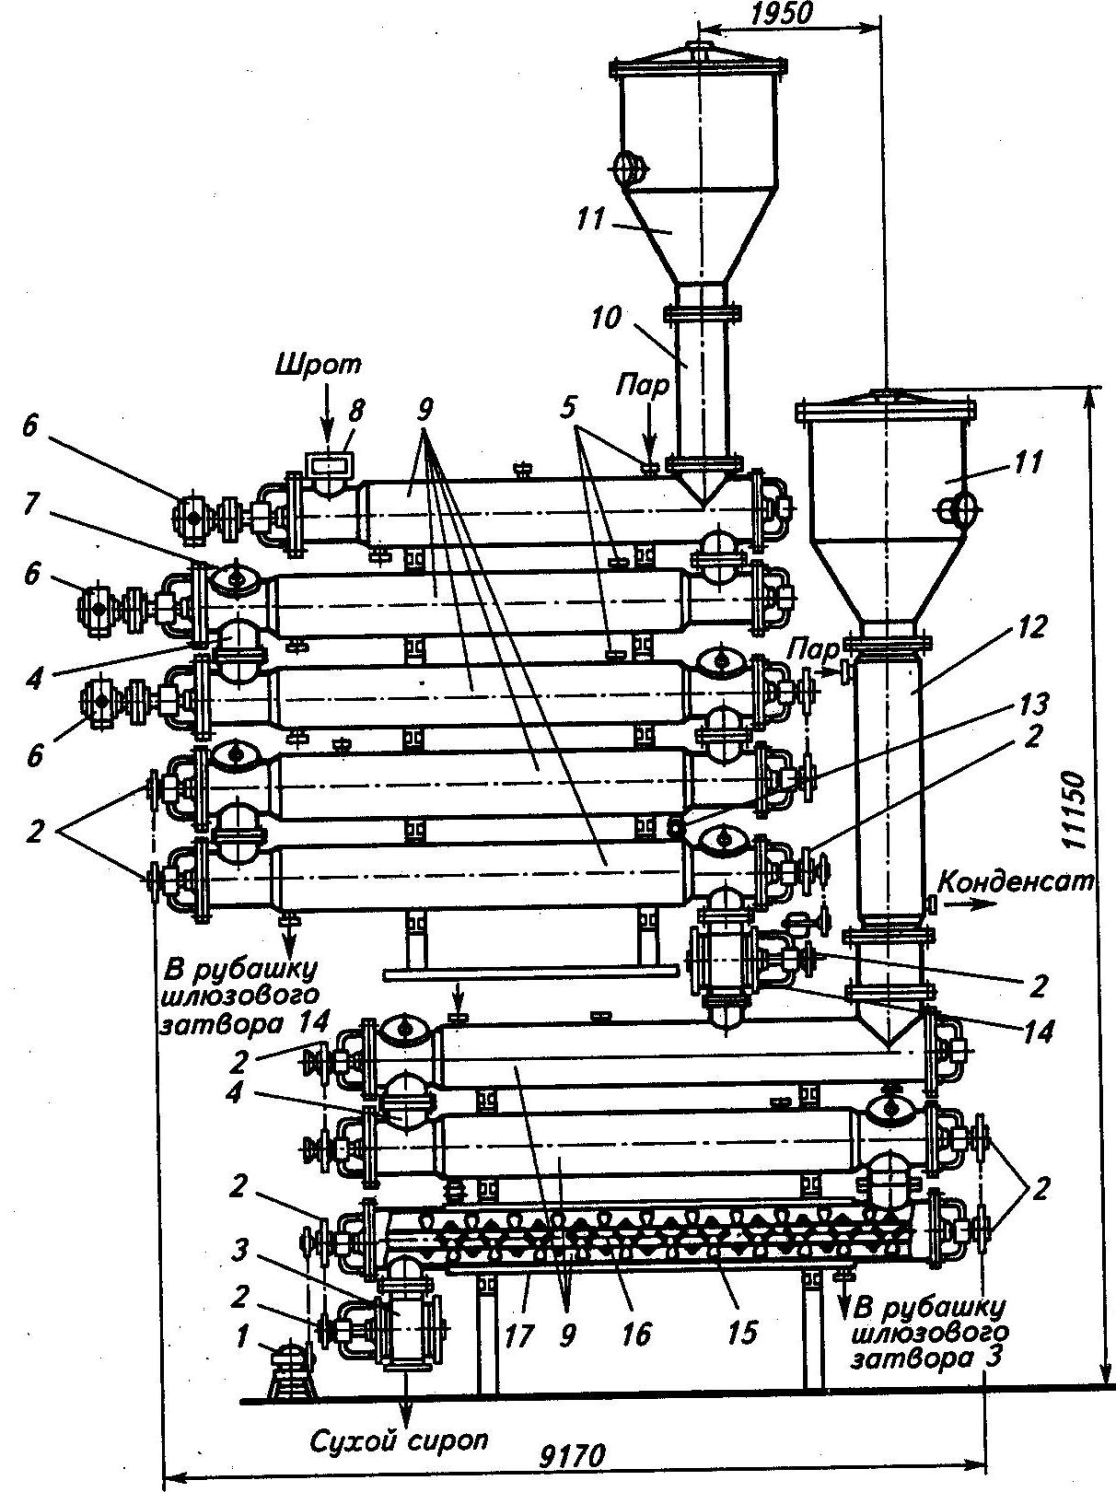 1950
11
10
Шрот
Пар
6
8
9
5
11
7
6
12
4
Пар
13
6
2
2
11150
Конденсат
В рубашку
шлюзового
затвора 14
2
14
2
4
2
2
3
2
1
17
9
16
15
В рубашку
шлюзового
затвора 3
Сухой сироп
9170